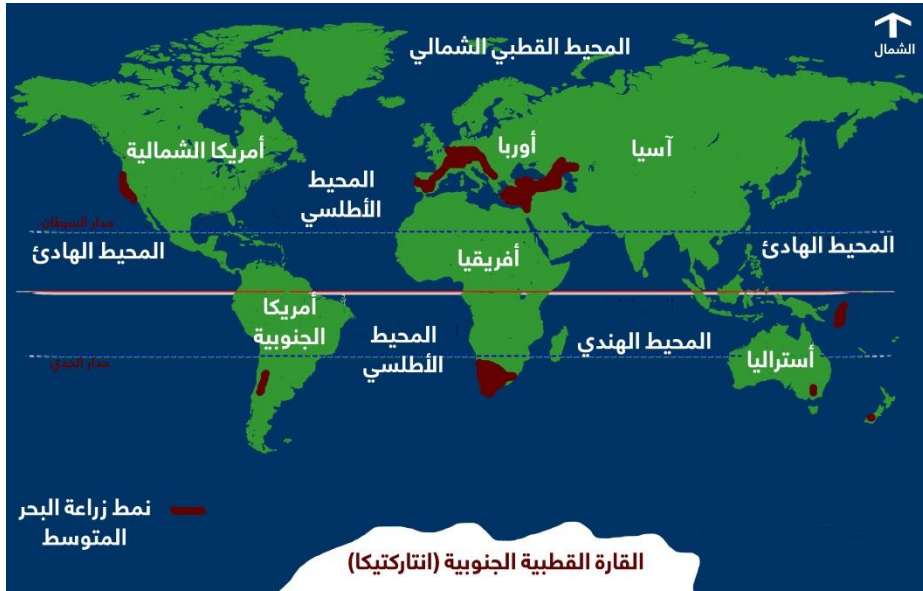 الشمال
المحيط القطبي الشمالي
أمريكا الشمالية
أوربا
آسيا
المحيط
الأطلسي
مدار السرطان
المحيط الهادئ
أفريقيا
المحيط الهادئ
أمريكا
الجنوبية
المحيط
الأطلسي
المحيط الهندي
أستراليا
مدار الجدي
نمط زراعة البحر
المتوسط
القارة القطبية الجنوبية (انتاركتيكا)